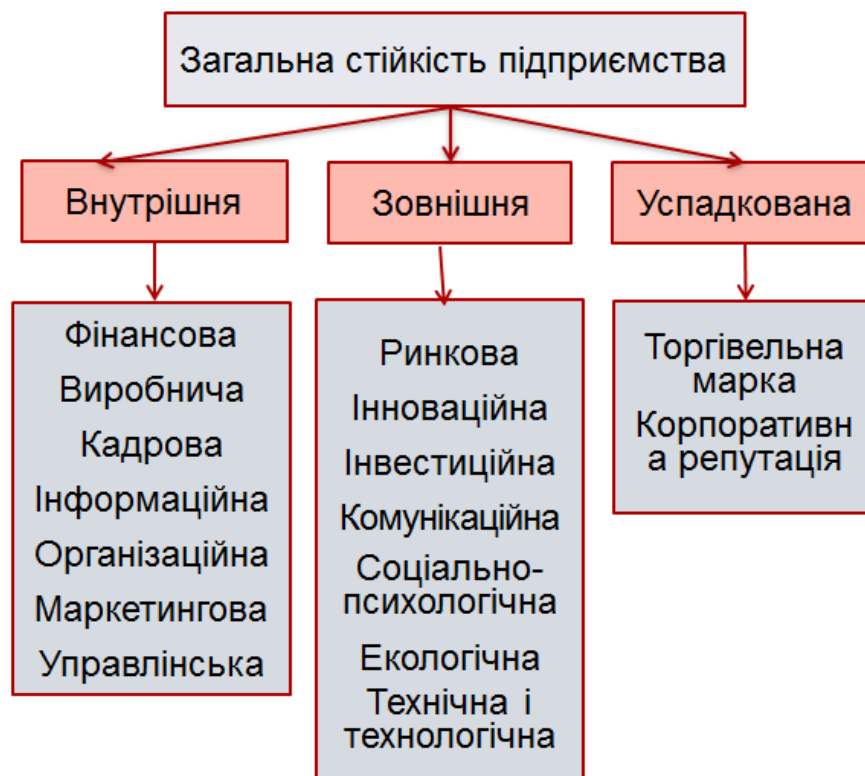 Загальна стійкість підприємства
Внутрішня
Зовнішня
Успадкована
Фінансова
Виробнича
Кадрова
Інформаційна
Організаційна
Маркетингова
Управлінська
Ринкова
Інноваційна
Інвестиційна
Комунікаційна
Соціально-
психологічна
Екологічна
Технічна і
технологічна
Торгівельна
марка
Корпоративн
а репутація